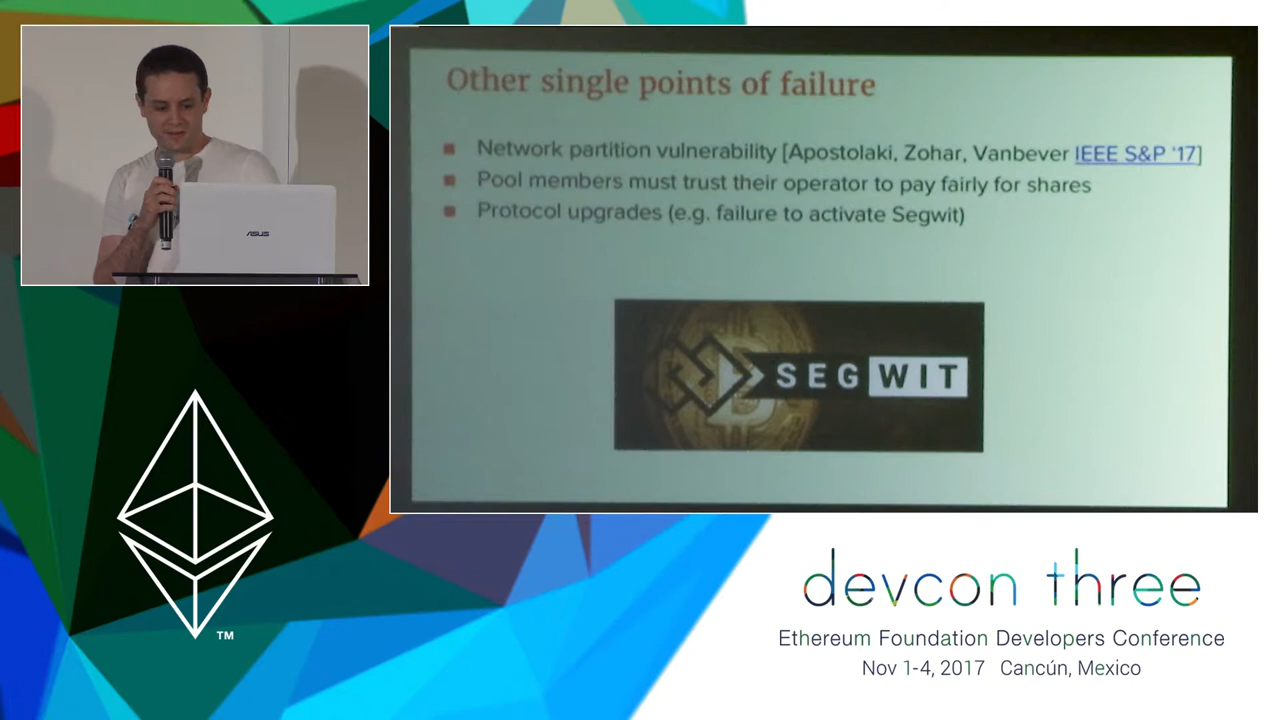 Other single points of failure
Network partition vulnerability [Apostolaki, Zohar, Vanbever IEEE S&P '17]
Pool members must trust their operator to pay fairly for shares
Protocol upgrades (e.g. failure to activate Segwit)
SEGWIT
ASUS
TM
devcon three
Ethereum Foundation Developers Conference
Nov 1-4, 2017 Cancún, Mexico